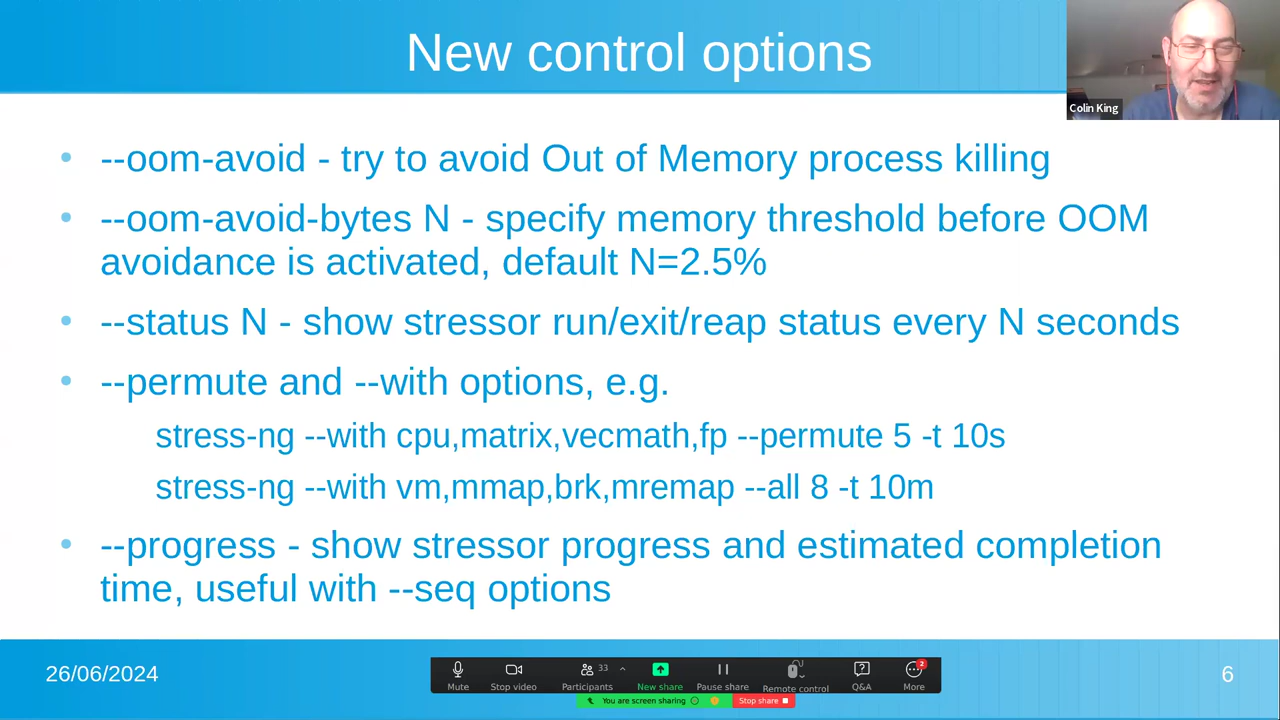 New control options
Colin King
--oom-avoid - try to avoid Out of Memory process killing
--oom-avoid-bytes N - specify memory threshold before OOM
avoidance is activated, default N=2.5%
--status N - show stressor run/exit/reap status every N seconds
--permute and --with options, e.g.
stress-ng --with cpu,matrix,vecmath,fp --permute 5 -t 10s
stress-ng --with vm,mmap,brk,mremap --all 8 -t 10m
--progress - show stressor progress and estimated completion
time, useful with --seq options
26/06/2024
33
2
Mute
Stop video
Participants
New share
Pause share
Remote control
Q&A
More
You are screen sharing
Stop share
6